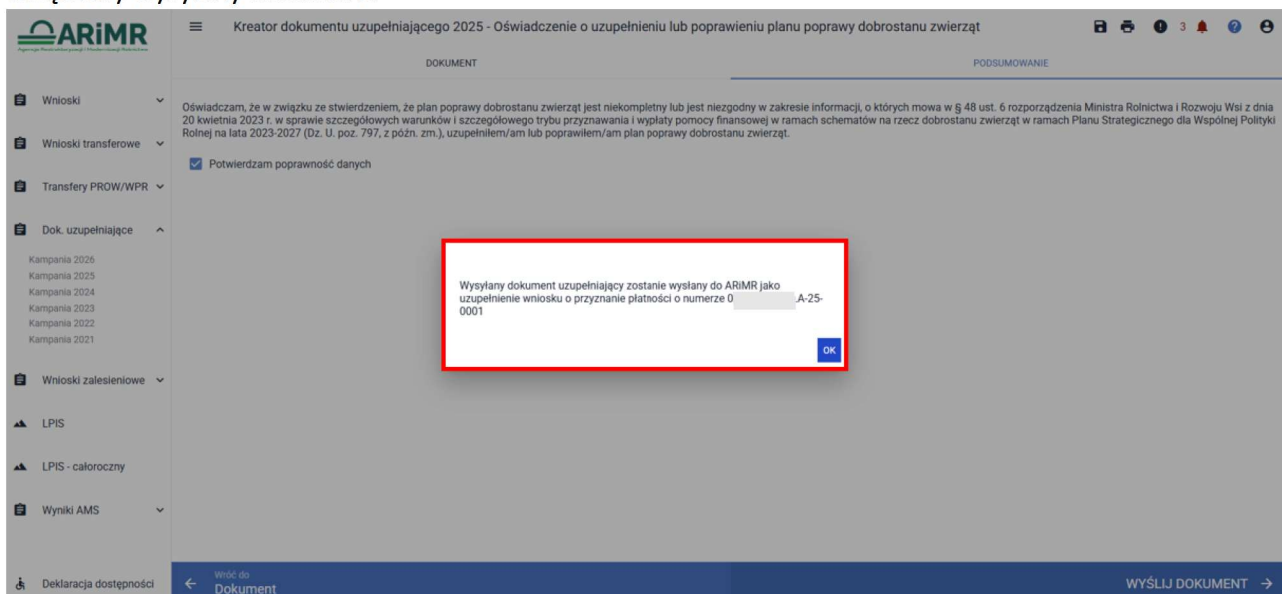 ARiMR
Agencja Restrukturyzacji i Modernizacji Rolnictwa
Kreator dokumentu uzupełniającego 2025 - Oświadczenie o uzupełnieniu lub poprawieniu planu poprawy dobrostanu zwierząt
3
DOKUMENT
PODSUMOWANIE
Wnioski
Wnioski transferowe
Transfery PROW/WPR
Dok. uzupełniające
Kampania 2026
Kampania 2025
Kampania 2024
Kampania 2023
Kampania 2022
Kampania 2021
Wnioski zalesieniowe
LPIS
LPIS - całoroczny
Wyniki AMS
Deklaracja dostępności
Oświadczam, że w związku ze stwierdzeniem, że plan poprawy dobrostanu zwierząt jest niekompletny lub jest niezgodny w zakresie informacji, o których mowa w § 48 ust. 6 rozporządzenia Ministra Rolnictwa i Rozwoju Wsi z dnia
20 kwietnia 2023 r. w sprawie szczegółowych warunków i szczegółowego trybu przyznawania i wypłaty pomocy finansowej w ramach schematów na rzecz dobrostanu zwierząt w ramach Planu Strategicznego dla Wspólnej Polityki
Rolnej na lata 2023-2027 (Dz. U. poz. 797, z późn. zm.), uzupełniłem/am lub poprawiłem/am plan poprawy dobrostanu zwierząt.
Potwierdzam poprawność danych
Wysyłany dokument uzupełniający zostanie wysłany do ARiMR jako
uzupełnienie wniosku o przyznanie płatności o numerze 0 .A-25-
0001
OK
Wróć do
Dokument
WYŚLIJ DOKUMENT